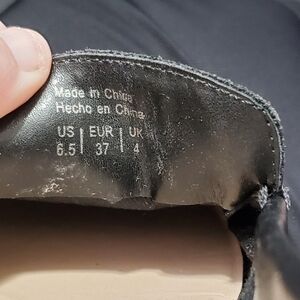 Made in China
Hecho en China
US | EUR | UK
6.5 | 37 | 4